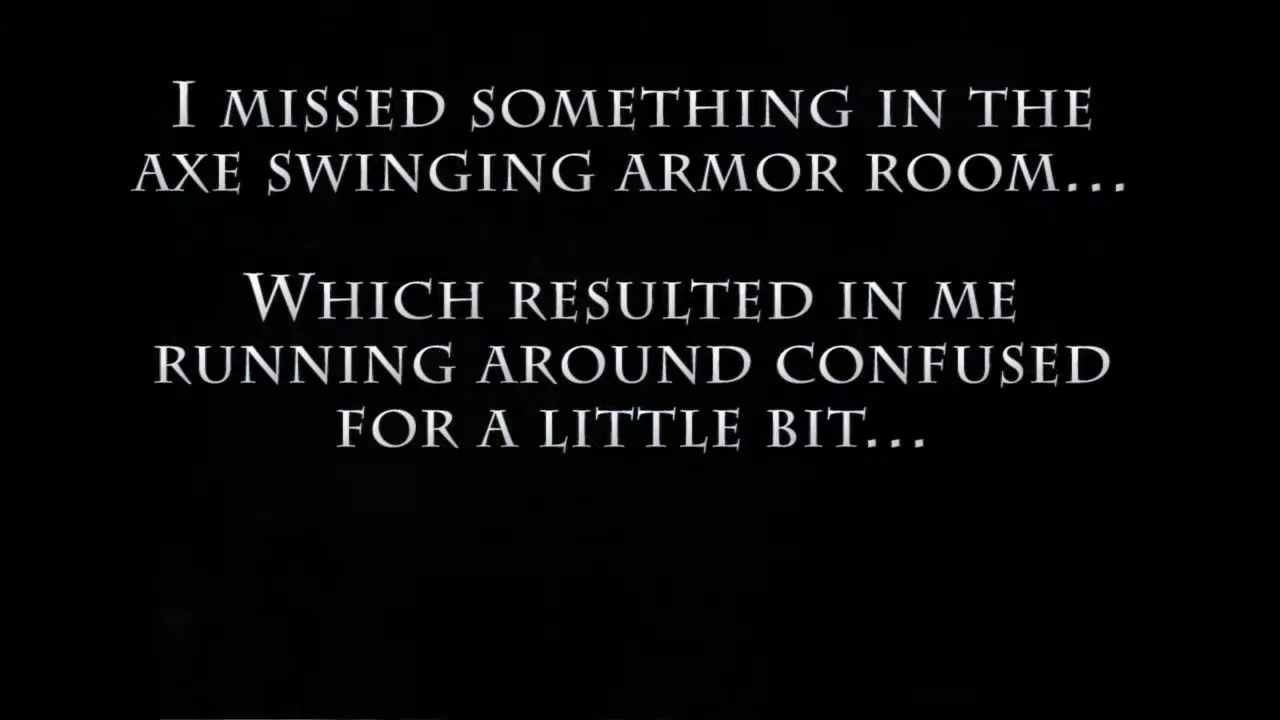 I MISSED SOMETHING IN THE
AXE SWINGING ARMOR ROOM...
WHICH RESULTED IN ME
RUNNING AROUND CONFUSED
FOR A LITTLE BIT...